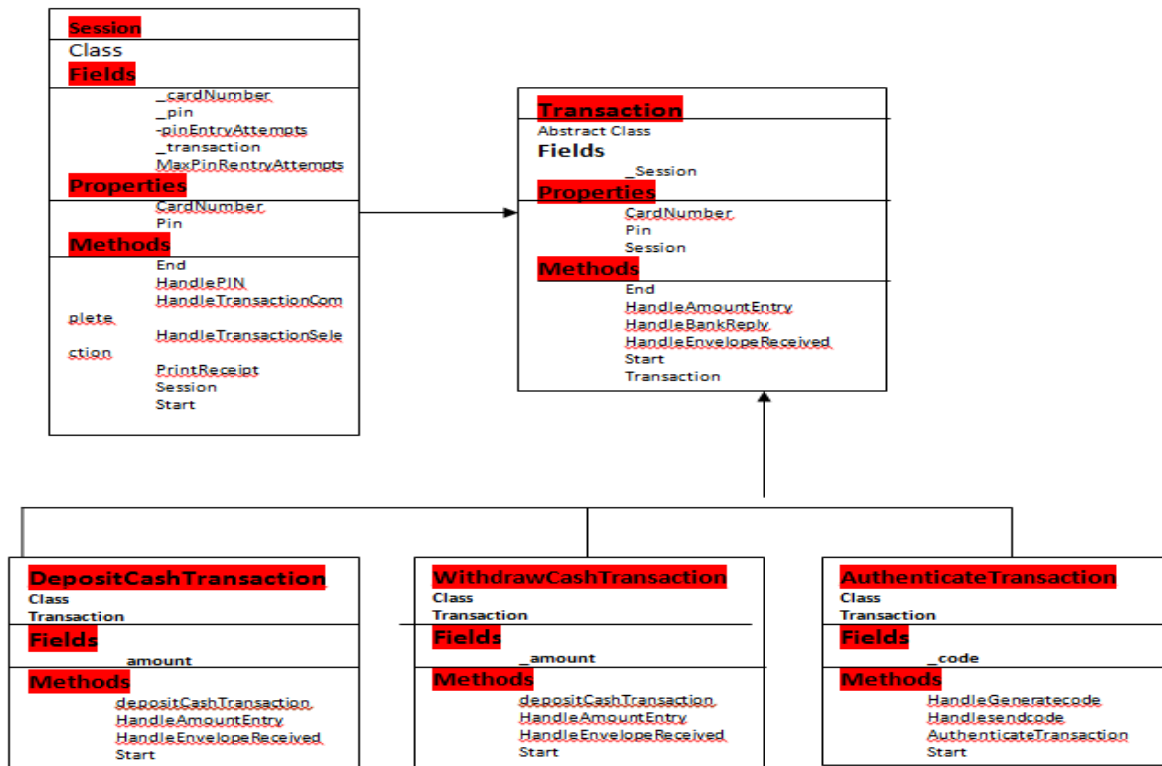 Session
Class
Fields
_cardNumber
_pin
-pinEntryAttempts
_transaction
MaxPinRentryAttempts
Properties
CardNumber
Pin
Methods
End
HandlePIN
HandleTransactionCom
plete
HandleTransactionSele
ction
PrintReceipt
Session
Start
Transaction
Abstract Class
Fields
_Session
Properties
CardNumber
Pin
Session
Methods
End
HandleAmountEntry
HandleBankReply
HandleEnvelopeReceived
Start
Transaction
DepositCashTransaction
Class
Transaction
Fields
_amount
Methods
depositCashTransaction
HandleAmountEntry
HandleEnvelopeReceived
Start
WithdrawCashTransaction
Class
Transaction
Fields
_amount
Methods
depositCashTransaction
HandleAmountEntry
HandleEnvelopeReceived
Start
AuthenticateTransaction
Class
Transaction
Fields
_code
Methods
HandleGeneratecode
Handlesendcode
AuthenticateTransaction
Start